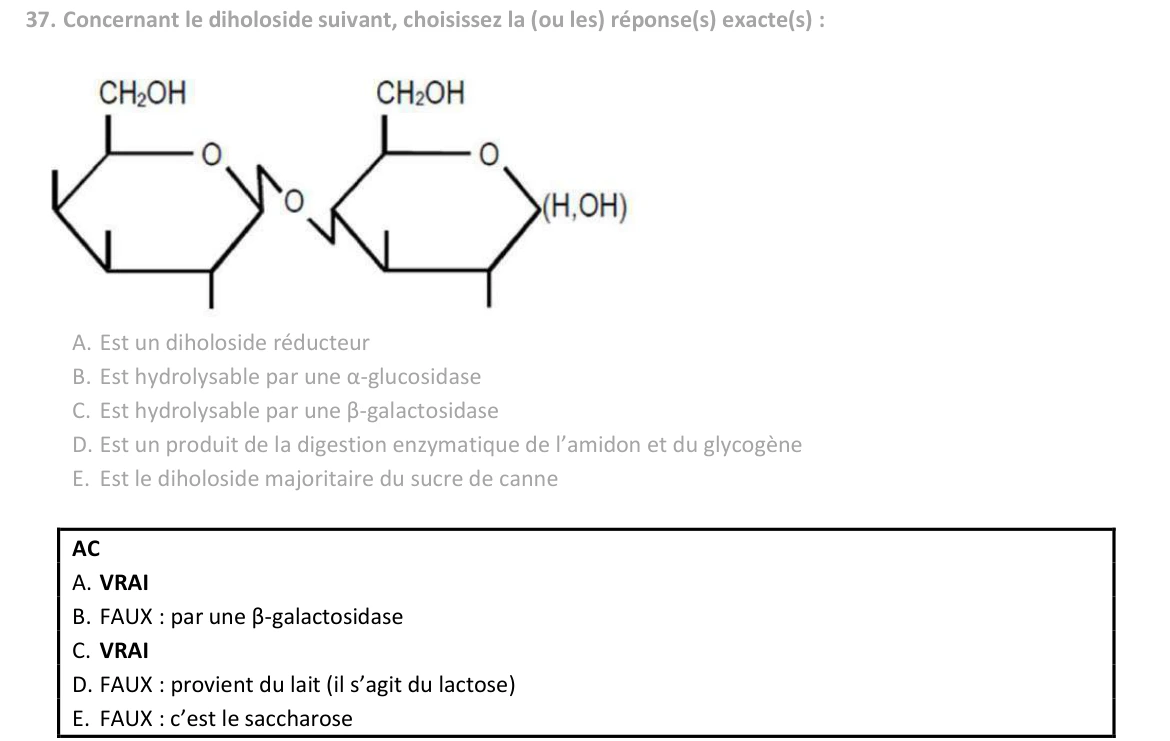 37. Concernant le diholoside suivant, choisissez la (ou les) réponse(s) exacte(s) :
CH₂OH CH₂OH
O O
O (H,OH)
A. Est un diholoside réducteur
B. Est hydrolysable par une α-glucosidase
C. Est hydrolysable par une β-galactosidase
D. Est un produit de la digestion enzymatique de l’amidon et du glycogène
E. Est le diholoside majoritaire du sucre de canne
AC
A. VRAI
B. FAUX : par une β-galactosidase
C. VRAI
D. FAUX : provient du lait (il s’agit du lactose)
E. FAUX : c’est le saccharose